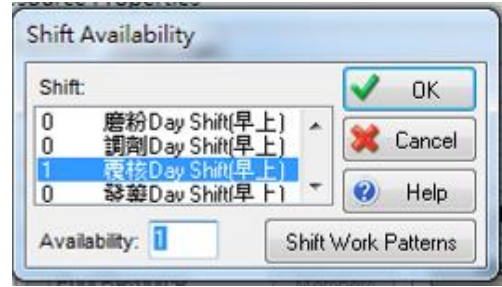 Shift Availability
Shift:
0 磨粉Day Shift(早上)
0 調劑Day Shift(早上)
1 覆核Day Shift(早上)
0 發藥Day Shift(早上)
Availability: 1
OK
Cancel
Help
Shift Work Patterns